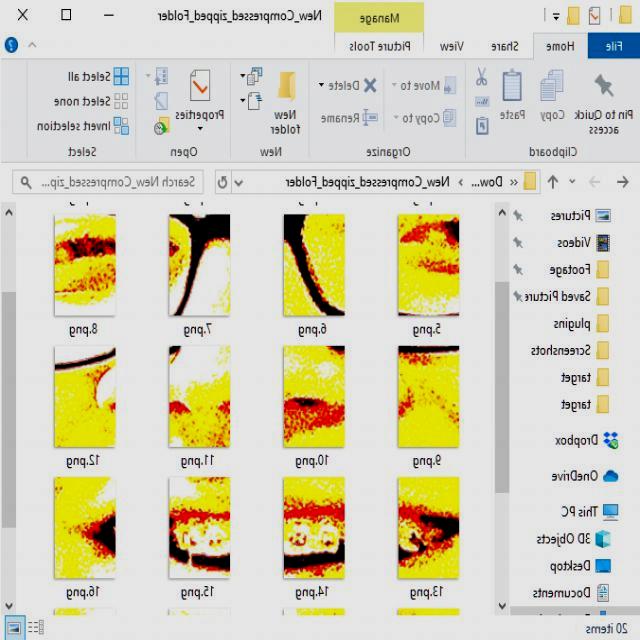 New_Compressed_zipped_Folder
Manage
File
Home
Share
View
Picture Tools
Pin to Quick access
Copy
Paste
Clipboard
Move to
Copy to
Delete
Rename
Organize
New folder
New
Properties
Open
Select all
Select none
Invert selection
Select
« Dow... › New_Compressed_zipped_Folder
Search New_Compressed_zip...
Pictures
Videos
Footage
Saved Picture
plugins
Screenshots
target
target
Dropbox
OneDrive
This PC
3D Objects
Desktop
Documents
5.png
6.png
7.png
8.png
9.png
10.png
11.png
12.png
13.png
14.png
15.png
16.png
20 items